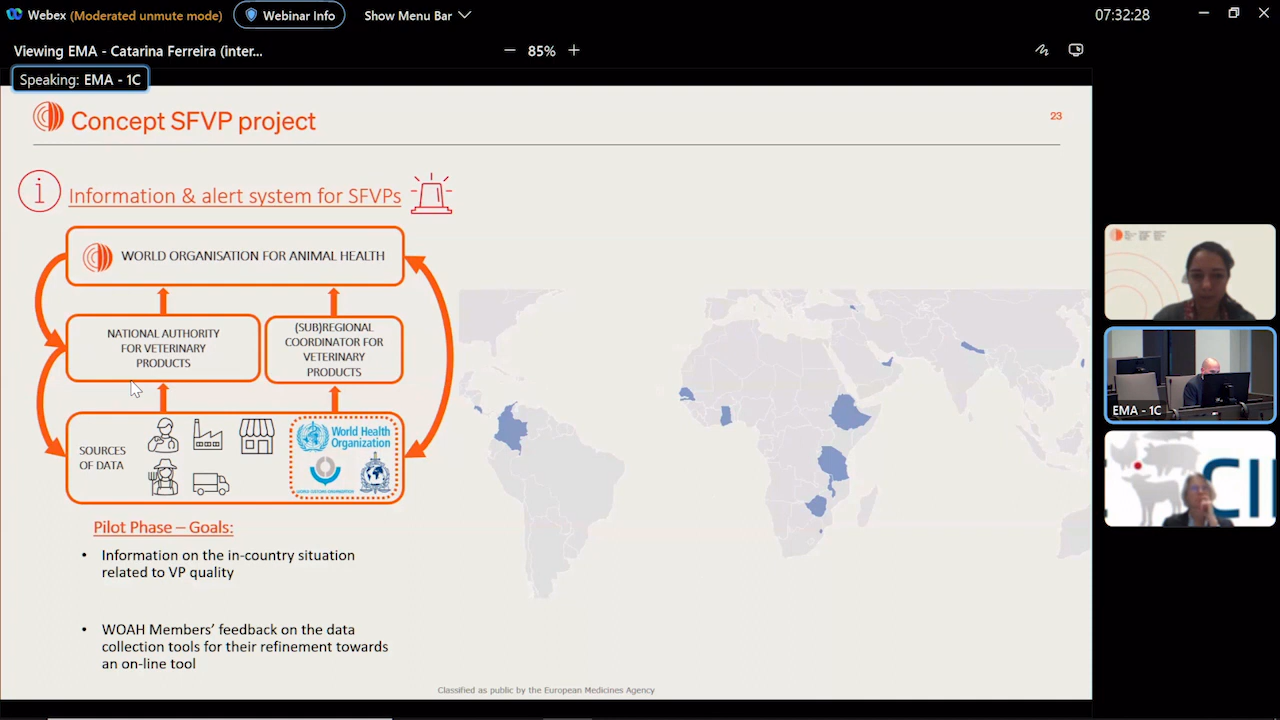 Webex (Moderated unmute mode) Webinar Info Show Menu Bar 07:32:28
Viewing EMA - Catarina Ferreira (inter... 85%
Speaking: EMA - 1C
Concept SFVP project
23
Information & alert system for SFVPs
WORLD ORGANISATION FOR ANIMAL HEALTH
NATIONAL AUTHORITY
FOR VETERINARY
PRODUCTS
(SUB)REGIONAL
COORDINATOR FOR
VETERINARY
PRODUCTS
SOURCES
OF DATA
World Health
Organization
WORLD CUSTOMS ORGANIZATION
Pilot Phase – Goals:
• Information on the in-country situation
related to VP quality
• WOAH Members’ feedback on the data
collection tools for their refinement towards
an on-line tool
Classified as public by the European Medicines Agency
EMA - 1C